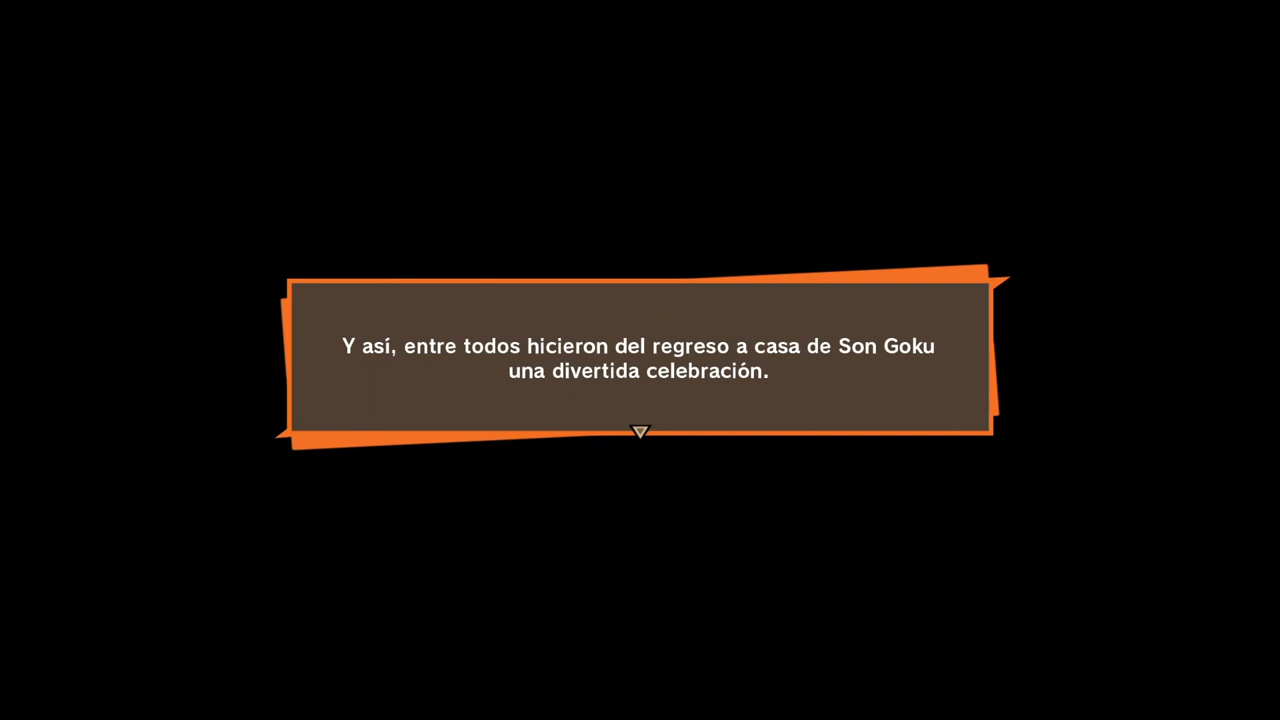 Y así, entre todos hicieron del regreso a casa de Son Goku
una divertida celebración.